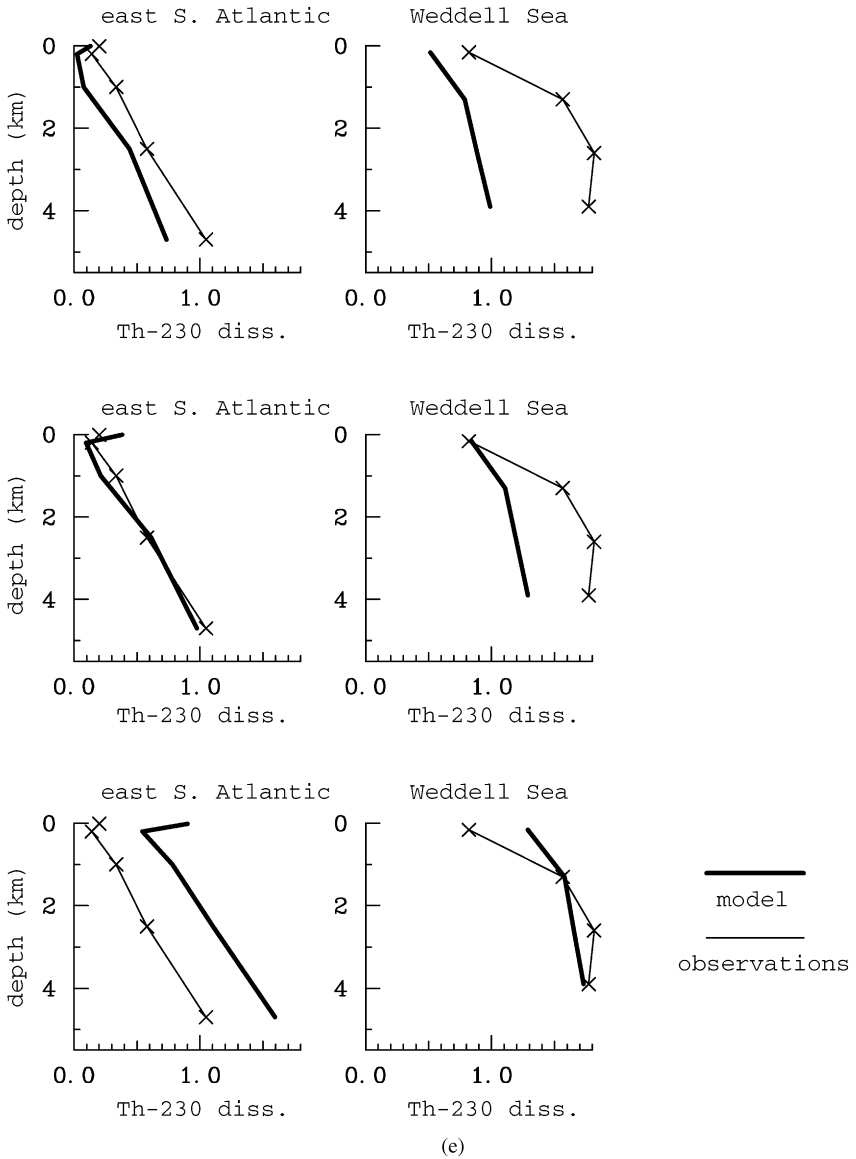 east S. Atlantic Weddell Sea
0 0
2 2
4 4
depth (km)
0.0 1.0 0.0 1.0
Th-230 diss. Th-230 diss.
east S. Atlantic Weddell Sea
0 0
2 2
4 4
depth (km)
0.0 1.0 0.0 1.0
Th-230 diss. Th-230 diss.
east S. Atlantic Weddell Sea
0 0
2 2
4 4
depth (km)
0.0 1.0 0.0 1.0
Th-230 diss. Th-230 diss.
model
observations
(e)